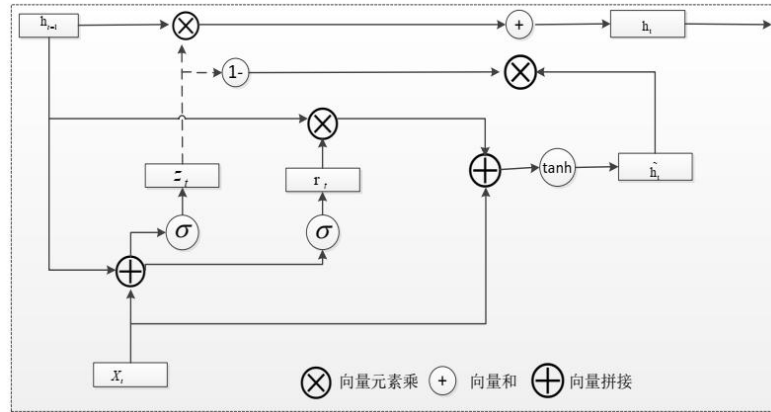 h_{t-1} × + h_t
1- ×
×
z_t r_t + tanh h̃_t
σ σ
+
X_t
× 向量元素乘 + 向量和 + 向量拼接